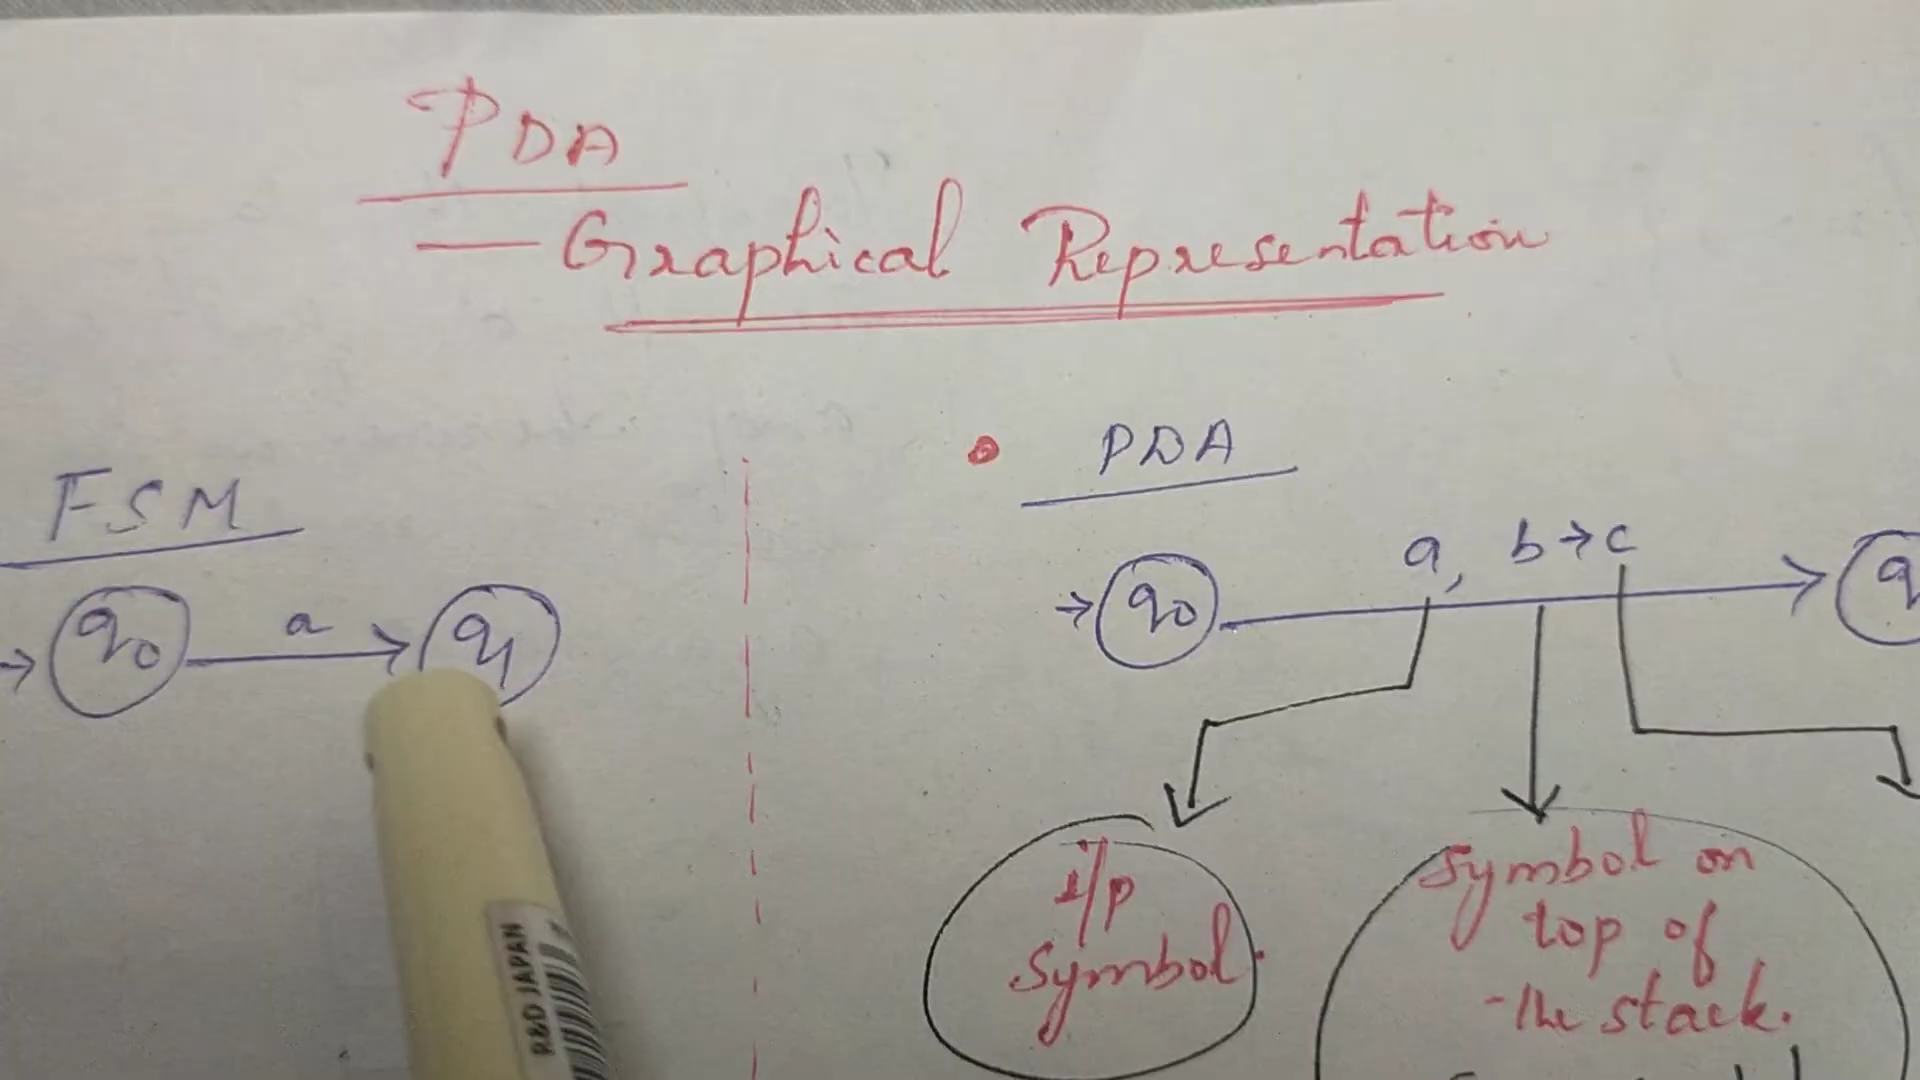 PDA
— Graphical Representation
FSM
→ q0 a → q1
PDA
→ q0 a, b → c
i/p
Symbol.
Symbol on
top of
the stack.
R&D JAPAN